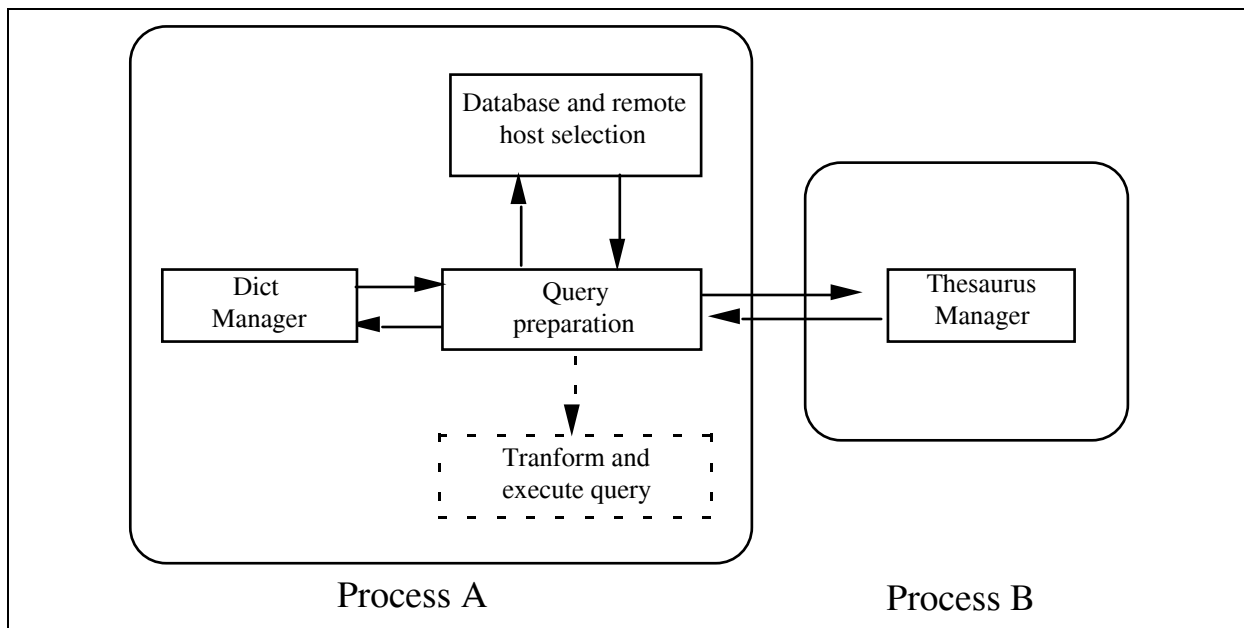 Database and remote
host selection
Dict
Manager
Query
preparation
Thesaurus
Manager
Tranform and
execute query
Process A
Process B